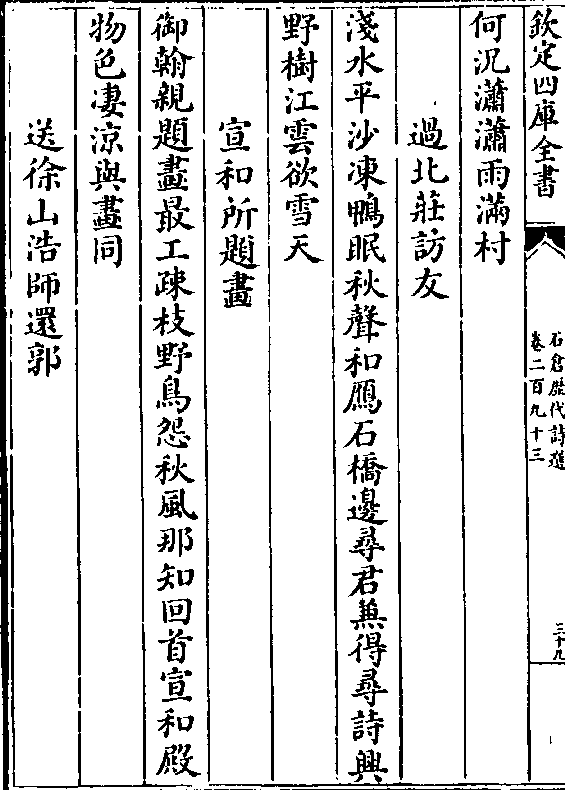 欽定四庫全書
石倉歷代詩選
卷二百九十三
三十九
何況瀟瀟雨滿村
過北莊訪友
淺水平沙凍鴨眠秋聲和鴈石橋邊尋君兼得尋詩興
野樹江雲欲雪天
宣和所題畫
御翰親題畫最工疎枝野鳥怨秋風那知回首宣和殿
物色凄涼與畫同
送徐山浩師還郭